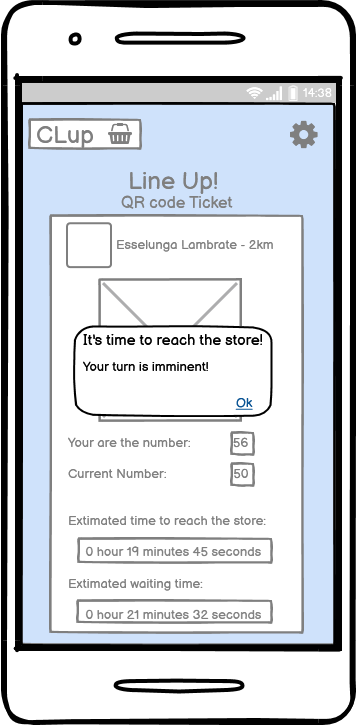 14:38
CLup
Line Up!
QR code Ticket
Esselunga Lambrate - 2km
It's time to reach the store!
Your turn is imminent!
Ok
Your are the number: 56
Current Number: 50
Extimated time to reach the store:
0 hour 19 minutes 45 seconds
Extimated waiting time:
0 hour 21 minutes 32 seconds